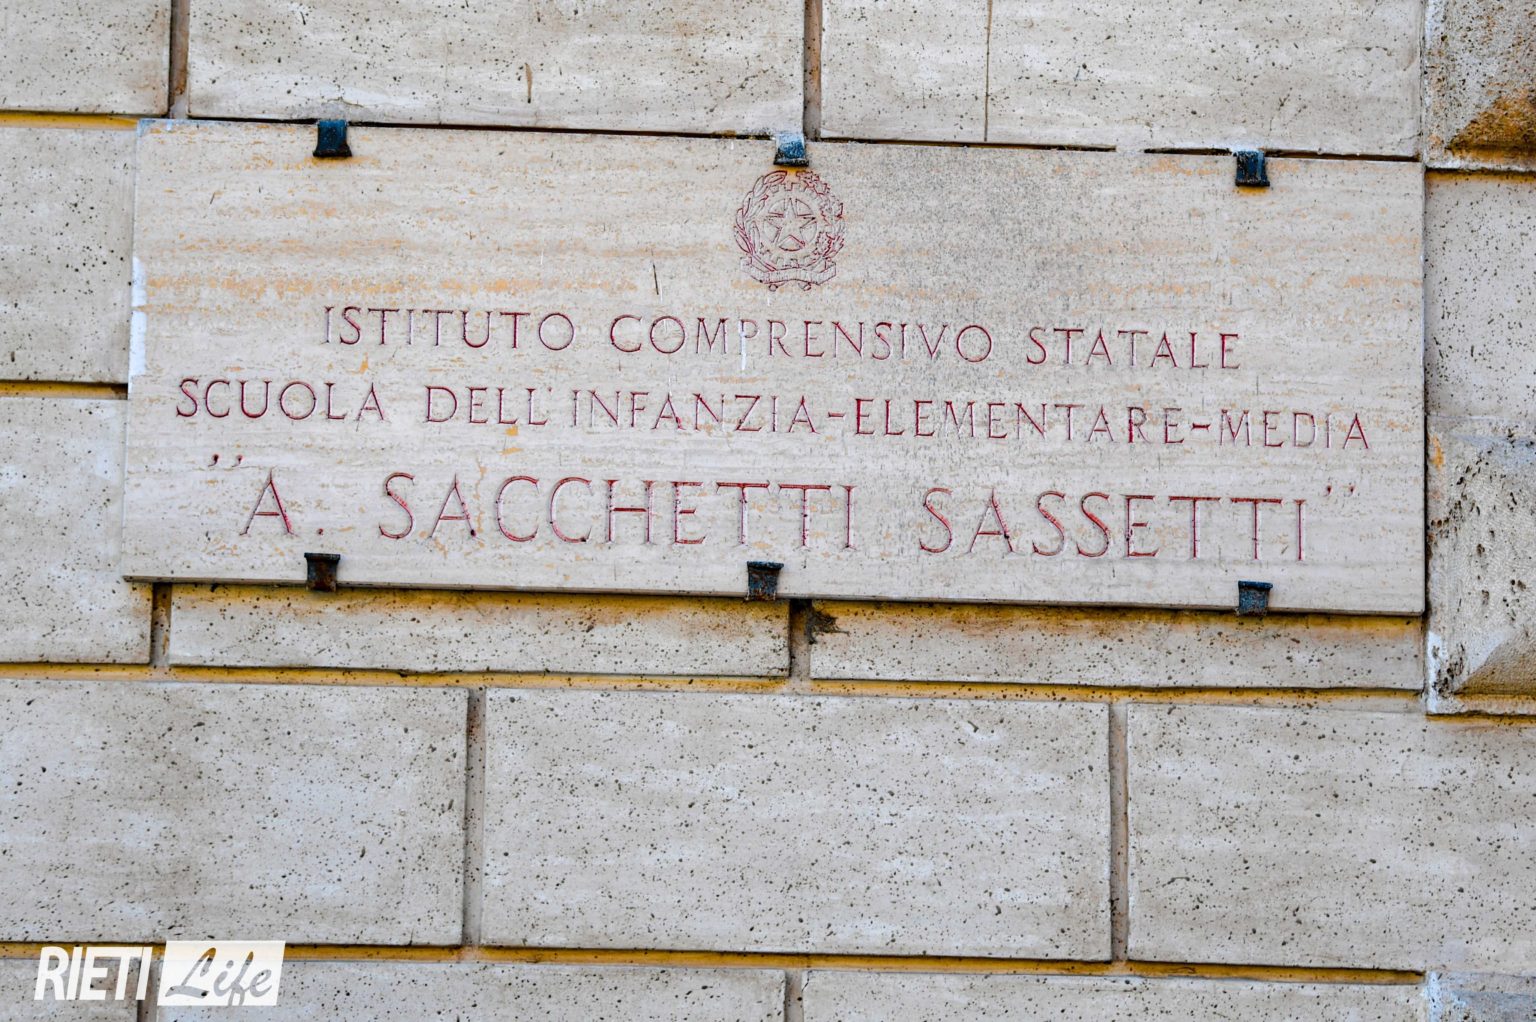 ISTITUTO COMPRENSIVO STATALE
SCUOLA DELL'INFANZIA-ELEMENTARE-MEDIA
"A. SACCHETTI SASSETTI"
RIETI Life